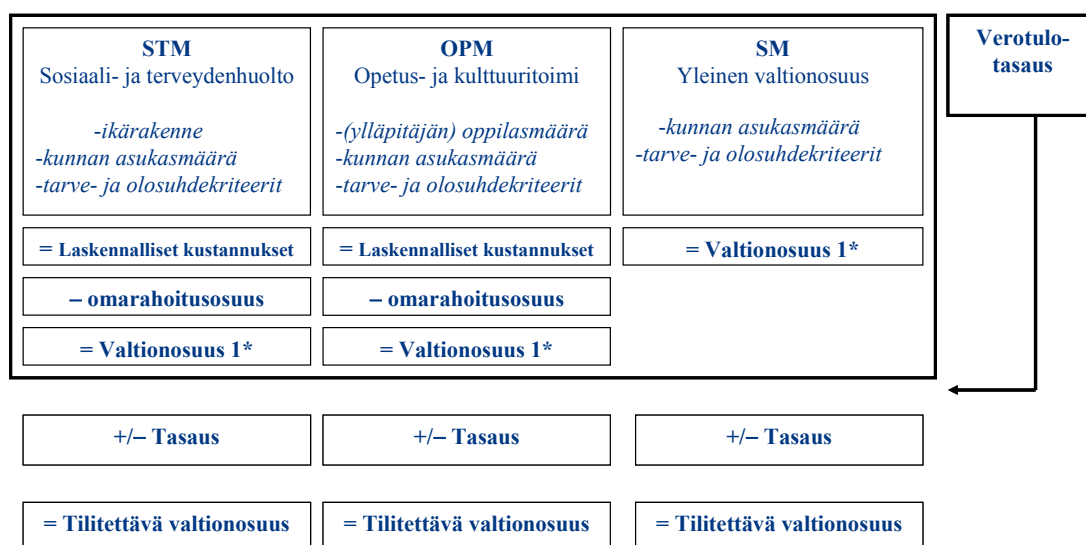 STM
Sosiaali- ja terveydenhuolto
-ikärakenne
-kunnan asukasmäärä
-tarve- ja olosuhdekriteerit
= Laskennalliset kustannukset
– omarahoitusosuus
= Valtionosuus 1*
OPM
Opetus- ja kulttuuritoimi
-(ylläpitäjän) oppilasmäärä
-kunnan asukasmäärä
-tarve- ja olosuhdekriteerit
= Laskennalliset kustannukset
– omarahoitusosuus
= Valtionosuus 1*
SM
Yleinen valtionosuus
-kunnan asukasmäärä
-tarve- ja olosuhdekriteerit
= Valtionosuus 1*
Verotulo-
tasaus
+/– Tasaus
+/– Tasaus
+/– Tasaus
= Tilitettävä valtionosuus
= Tilitettävä valtionosuus
= Tilitettävä valtionosuus